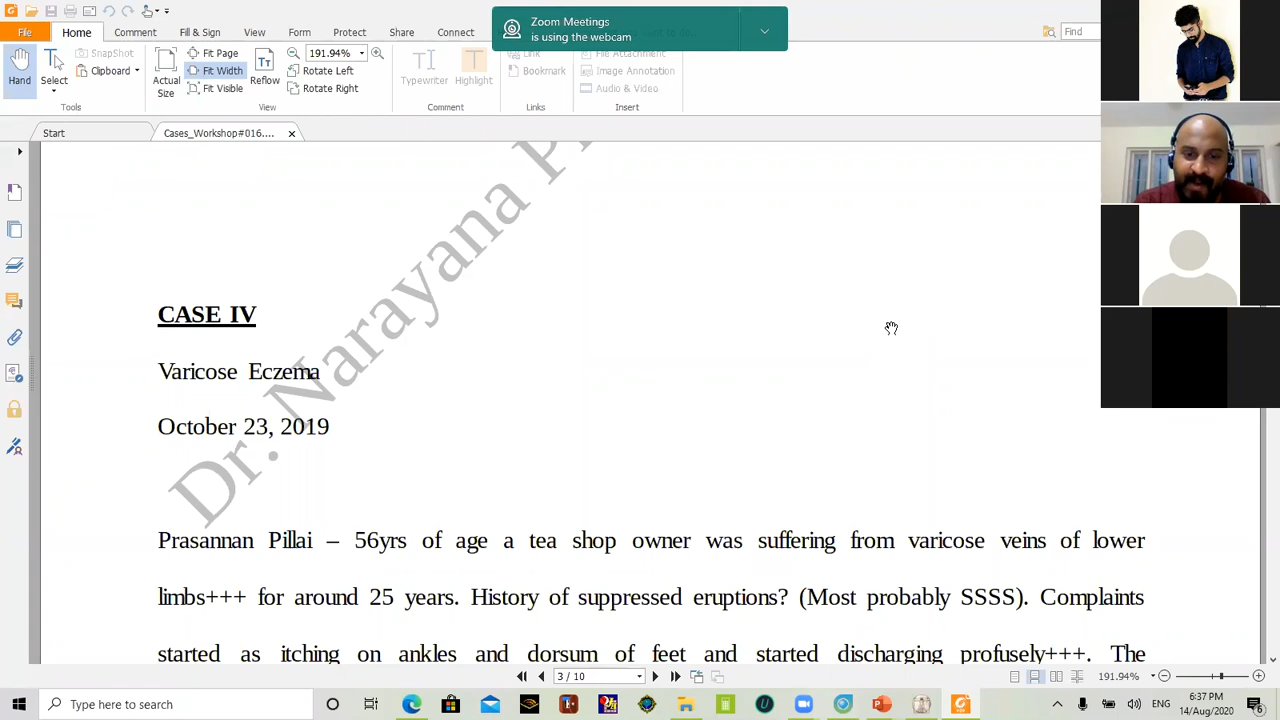 Zoom Meetings
is using the webcam
File
Home
Comment
Fill & Sign
View
Form
Protect
Share
Connect
Find
Hand
Select
SnapShot
Clipboard
Tools
Actual
Size
Fit Page
Fit Width
Fit Visible
Reflow
191.94%
Rotate Left
Rotate Right
View
Typewriter
Highlight
Comment
Link
Bookmark
Links
File Attachment
Image Annotation
Audio & Video
Insert
Start
Cases_Workshop#016....
Dr. Narayana
CASE IV
Varicose Eczema
October 23, 2019
Prasannan Pillai – 56yrs of age a tea shop owner was suffering from varicose veins of lower
limbs+++ for around 25 years. History of suppressed eruptions? (Most probably SSSS). Complaints
started as itching on ankles and dorsum of feet and started discharging profusely+++. The
3 / 10
191.94%
Type here to search
ENG
6:37 PM
14/Aug/2020
6